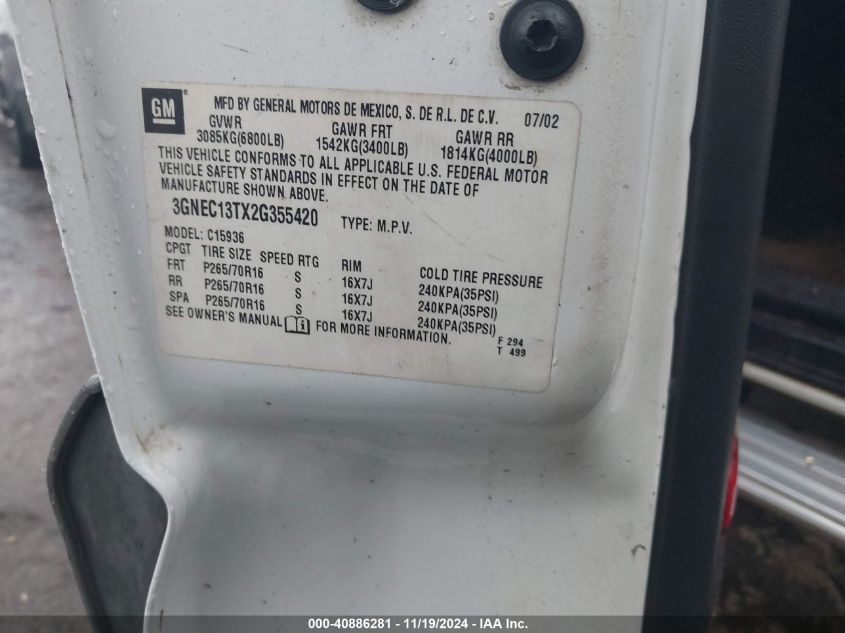 GM
MFD BY GENERAL MOTORS DE MEXICO, S. DE R.L. DE C.V. 07/02
GVWR GAWR FRT GAWR RR
3085KG(6800LB) 1542KG(3400LB) 1814KG(4000LB)
THIS VEHICLE CONFORMS TO ALL APPLICABLE U.S. FEDERAL MOTOR
VEHICLE SAFETY STANDARDS IN EFFECT ON THE DATE OF
MANUFACTURE SHOWN ABOVE.
3GNEC13TX2G355420 TYPE: M.P.V.
MODEL: C15936
CPGT TIRE SIZE SPEED RTG RIM COLD TIRE PRESSURE
FRT P265/70R16 S 16X7J 240KPA(35PSI)
RR P265/70R16 S 16X7J 240KPA(35PSI)
SPA P265/70R16 S 16X7J 240KPA(35PSI)
SEE OWNER'S MANUAL FOR MORE INFORMATION.
F 294
T 499
000-40886281 - 11/19/2024 - IAA Inc.